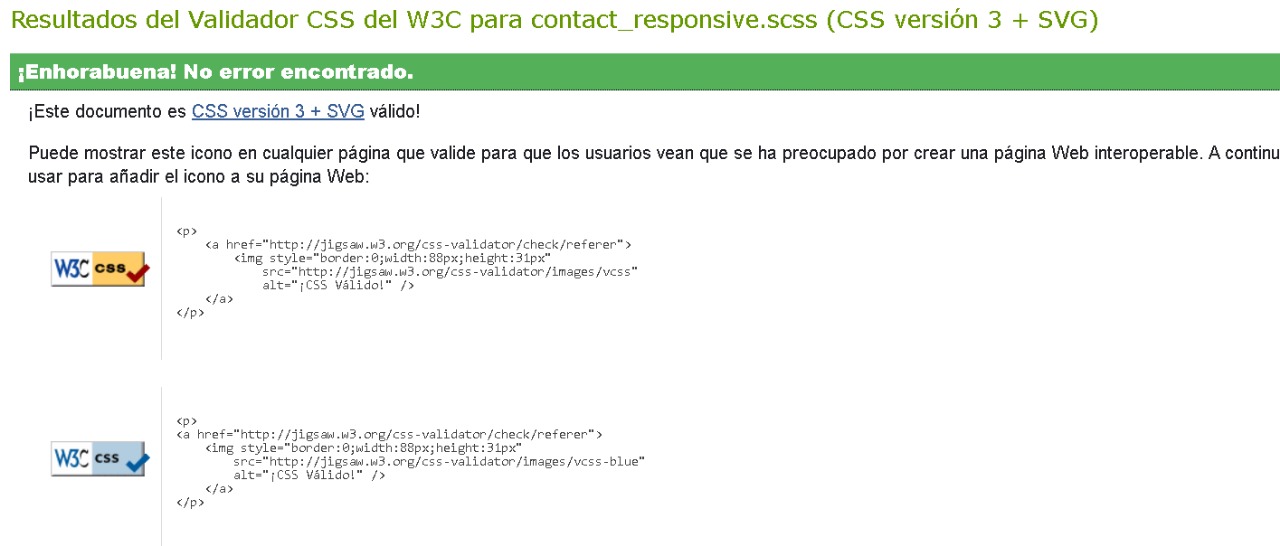 Resultados del Validador CSS del W3C para contact_responsive.scss (CSS versión 3 + SVG)
¡Enhorabuena! No error encontrado.
¡Este documento es CSS versión 3 + SVG válido!
Puede mostrar este icono en cualquier página que valide para que los usuarios vean que se ha preocupado por crear una página Web interoperable. A continu
usar para añadir el icono a su página Web:
<p>
<a href="http://jigsaw.w3.org/css-validator/check/referer">
<img style="border:0;width:88px;height:31px"
W3C css
src="http://jigsaw.w3.org/css-validator/images/vcss"
alt="¡CSS Válido!" />
</a>
</p>
<p>
<a href="http://jigsaw.w3.org/css-validator/check/referer">
<img style="border:0;width:88px;height:31px"
W3C css
src="http://jigsaw.w3.org/css-validator/images/vcss-blue"
alt="¡CSS Válido!" />
</a>
</p>